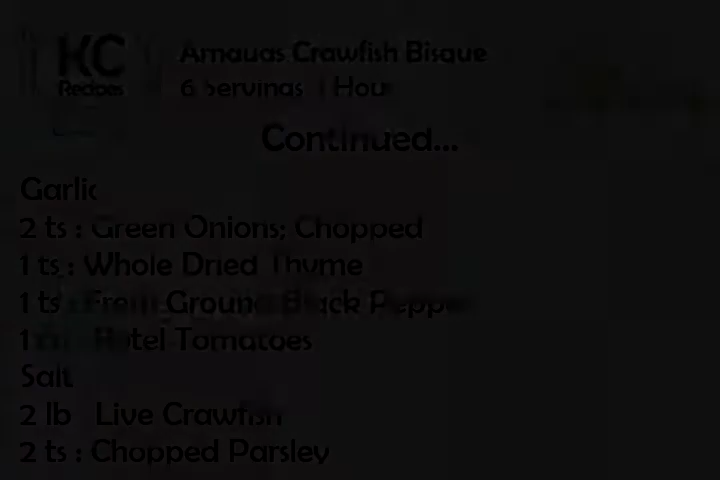 KC
Recipes
Arnauds Crawfish Bisque
6 Servings 1 Hour
Continued...
Garlic
2 ts : Green Onions; Chopped
1 ts : Whole Dried Thyme
1 ts : Fresh Ground Black Pepper
1 Rotel Tomatoes
Salt
2 lb Live Crawfish
2 ts : Chopped Parsley